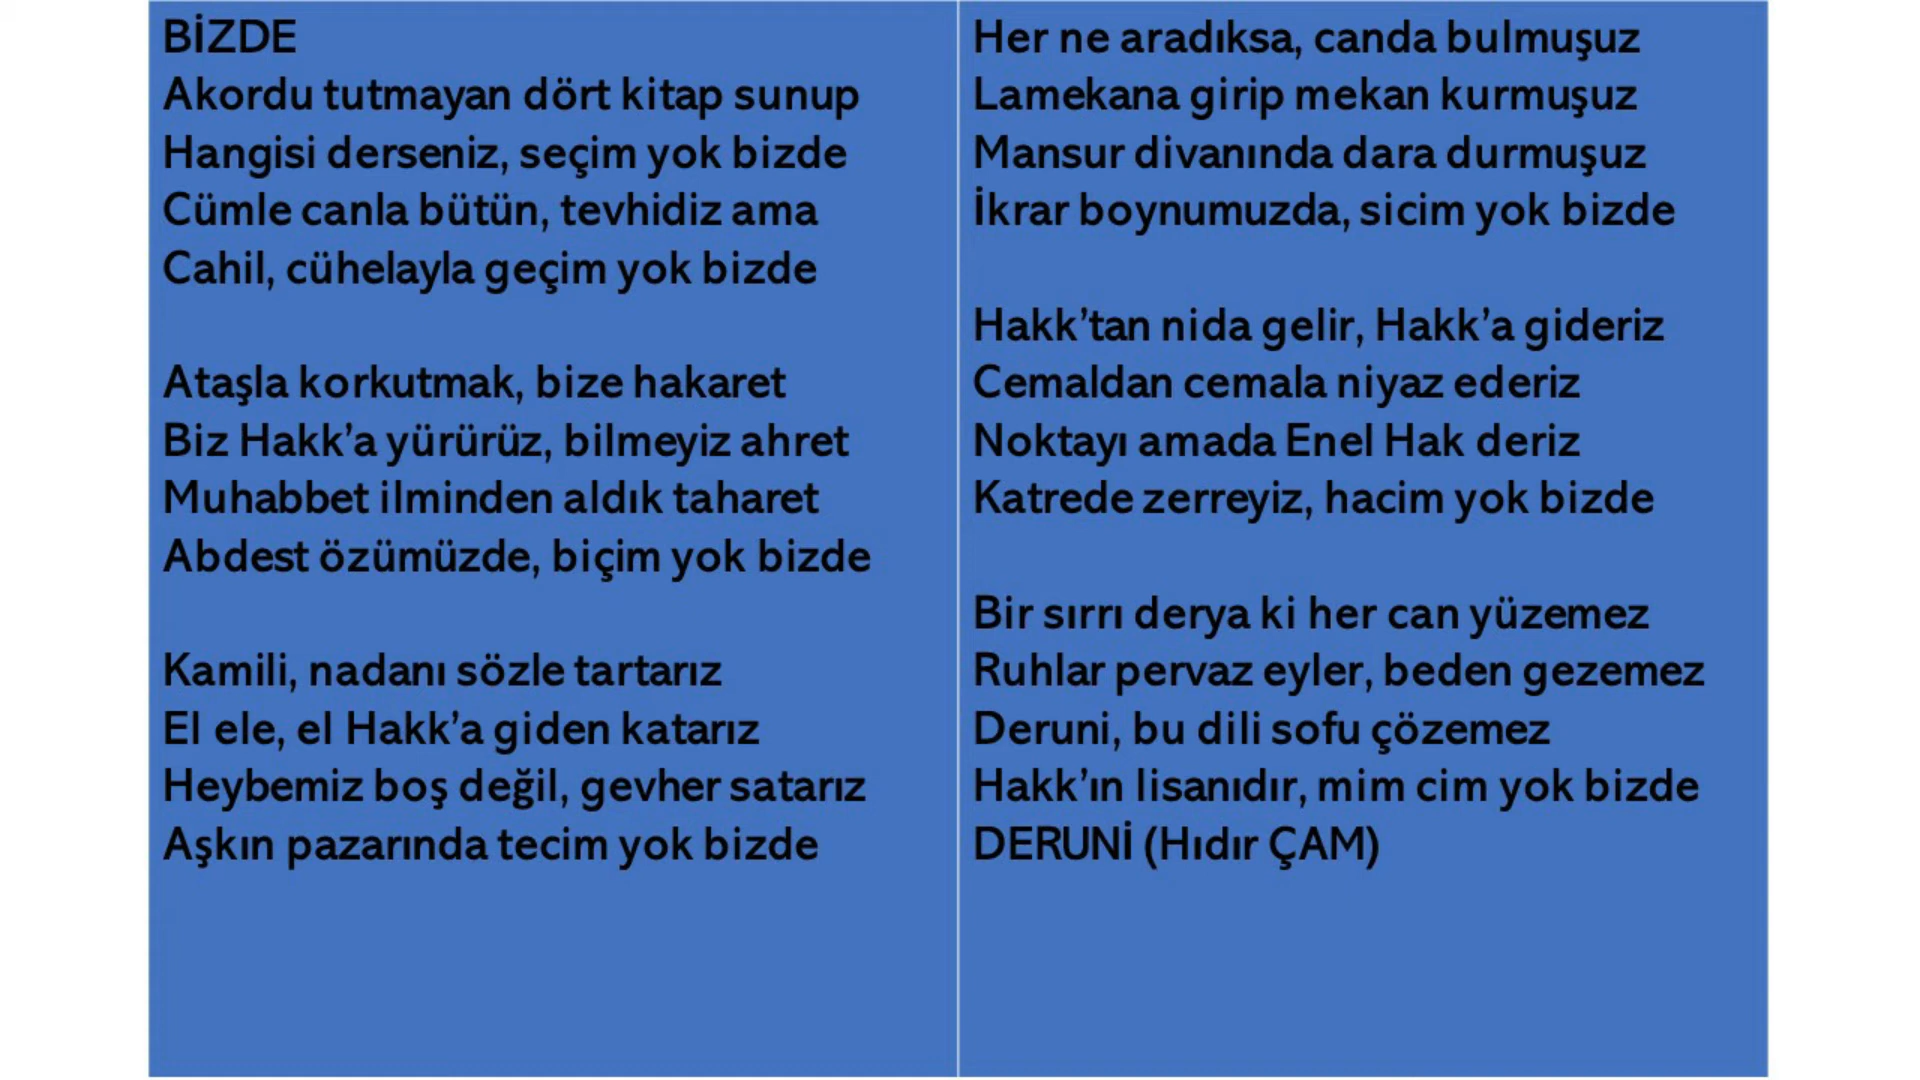 BİZDE
Akordu tutmayan dört kitap sunup
Hangisi derseniz, seçim yok bizde
Cümle canla bütün, tevhidiz ama
Cahil, cühelayla geçim yok bizde
Ataşla korkutmak, bize hakaret
Biz Hakk’a yürürüz, bilmeyiz ahret
Muhabbet ilminden aldık taharet
Abdest özümüzde, biçim yok bizde
Kamili, nadanı sözle tartarız
El ele, el Hakk’a giden katarız
Heybemiz boş değil, gevher satarız
Aşkın pazarında tecim yok bizde
Her ne aradıksa, canda bulmuşuz
Lamekana girip mekan kurmuşuz
Mansur divanında dara durmuşuz
İkrar boynumuzda, sicim yok bizde
Hakk’tan nida gelir, Hakk’a gideriz
Cemaldan cemala niyaz ederiz
Noktayı amada Enel Hak deriz
Katrede zerreyiz, hacim yok bizde
Bir sırrı derya ki her can yüzemez
Ruhlar pervaz eyler, beden gezemez
Deruni, bu dili sofu çözemez
Hakk’ın lisanıdır, mim cim yok bizde
DERUNİ (Hıdır ÇAM)